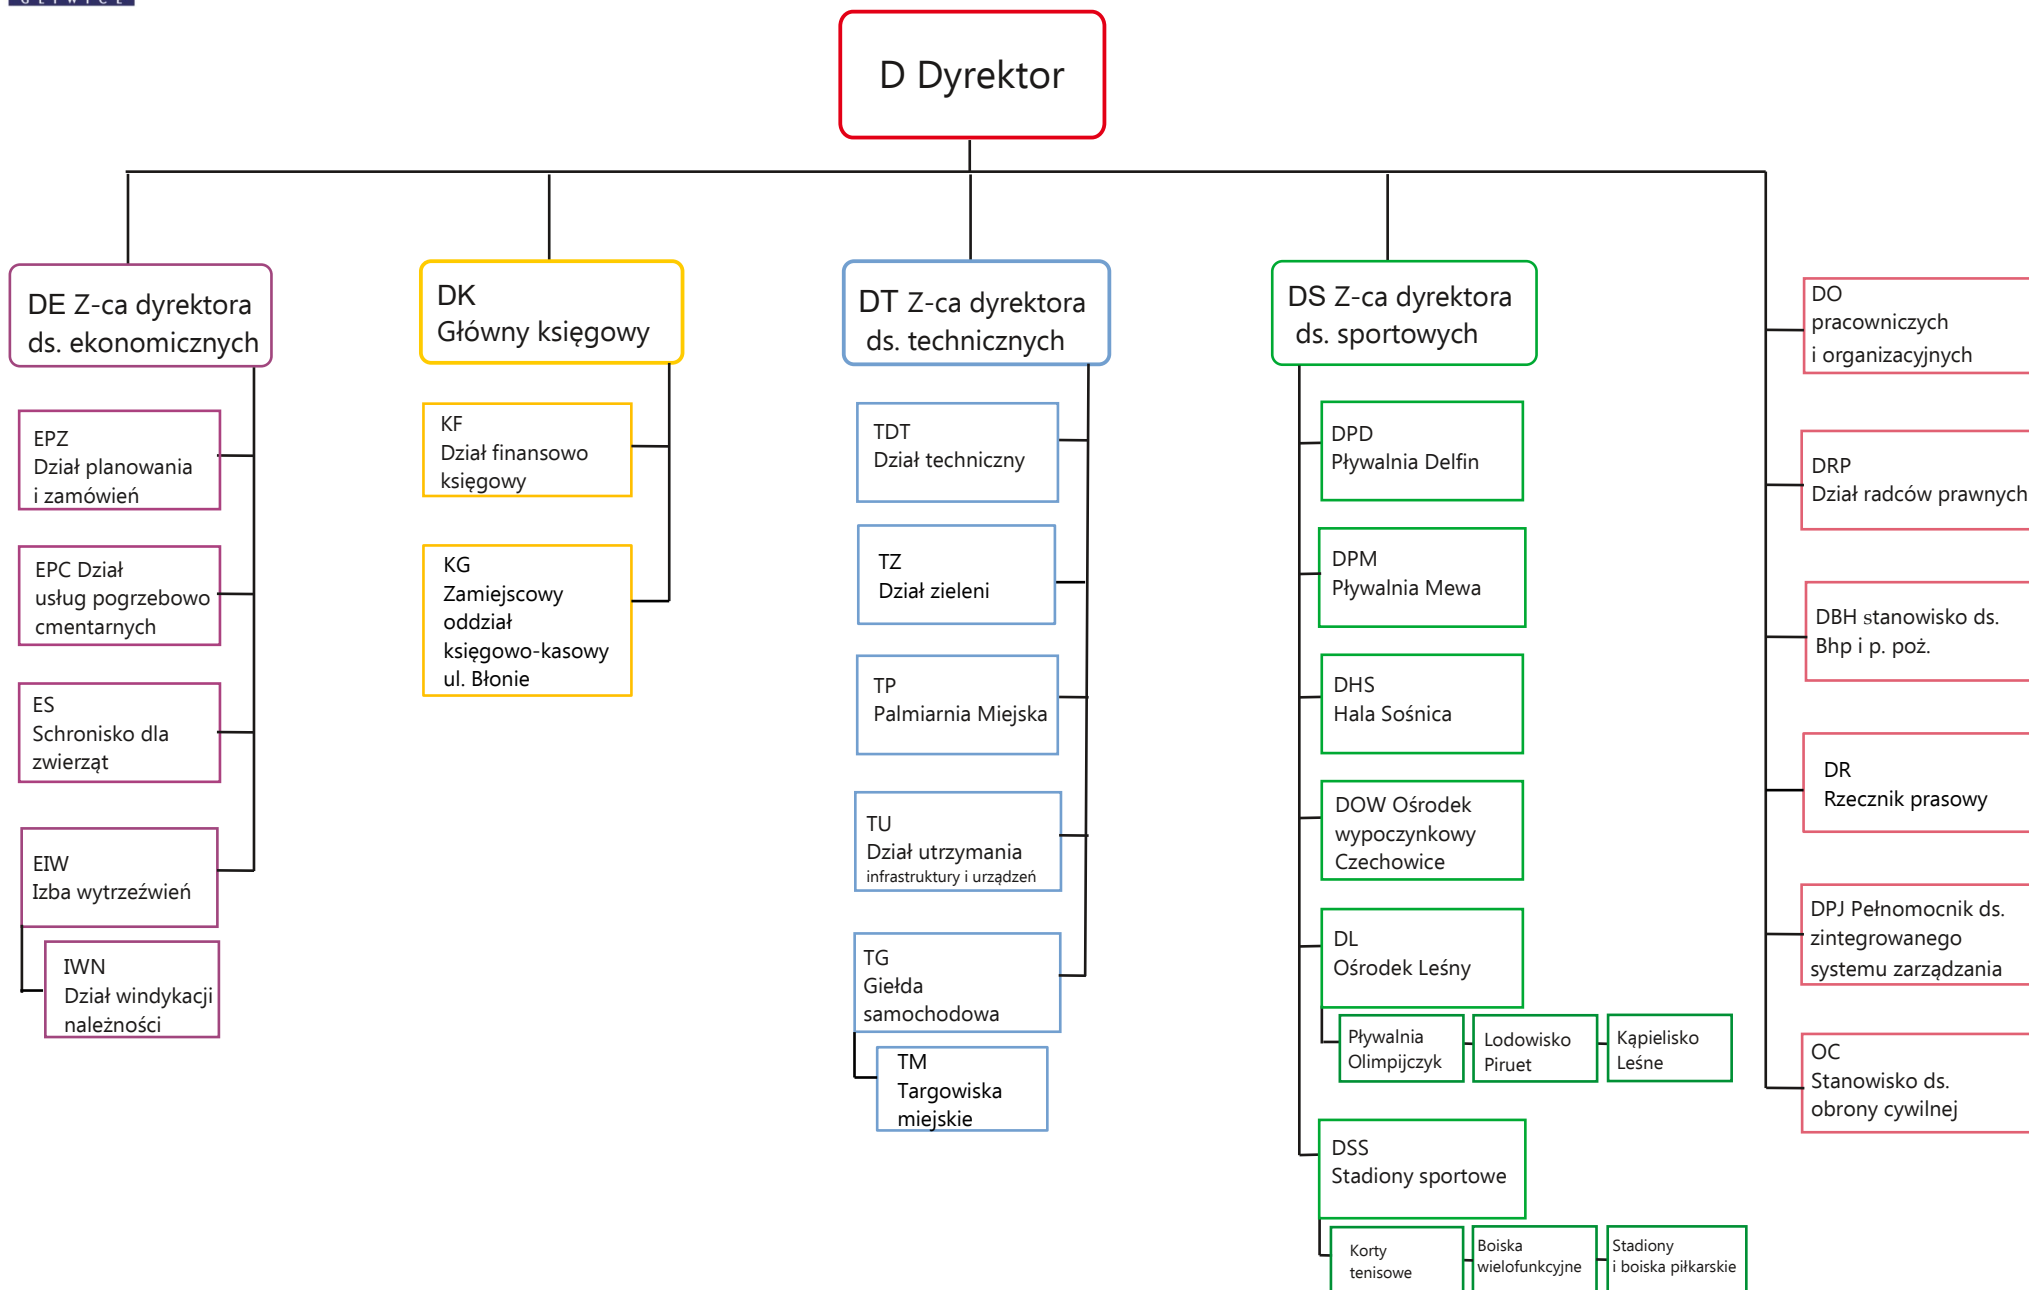 GLIWICE
D Dyrektor
DE Z-ca dyrektora
ds. ekonomicznych
EPZ
Dział planowania
i zamówień
EPC Dział
usług pogrzebowo
cmentarnych
ES
Schronisko dla
zwierząt
EIW
Izba wytrzeźwień
IWN
Dział windykacji
należności
DK
Główny księgowy
KF
Dział finansowo
księgowy
KG
Zamiejscowy
oddział
księgowo-kasowy
ul. Błonie
DT Z-ca dyrektora
ds. technicznych
TDT
Dział techniczny
TZ
Dział zieleni
TP
Palmiarnia Miejska
TU
Dział utrzymania
infrastruktury i urządzeń
TG
Giełda
samochodowa
TM
Targowiska
miejskie
DS Z-ca dyrektora
ds. sportowych
DPD
Pływalnia Delfin
DPM
Pływalnia Mewa
DHS
Hala Sośnica
DOW Ośrodek
wypoczynkowy
Czechowice
DL
Ośrodek Leśny
Pływalnia
Olimpijczyk
Lodowisko
Piruet
Kąpielisko
Leśne
DSS
Stadiony sportowe
Korty
tenisowe
Boiska
wielofunkcyjne
Stadiony
i boiska piłkarskie
DO
pracowniczych
i organizacyjnych
DRP
Dział radców prawnych
DBH stanowisko ds.
Bhp i p. poż.
DR
Rzecznik prasowy
DPJ Pełnomocnik ds.
zintegrowanego
systemu zarządzania
OC
Stanowisko ds.
obrony cywilnej